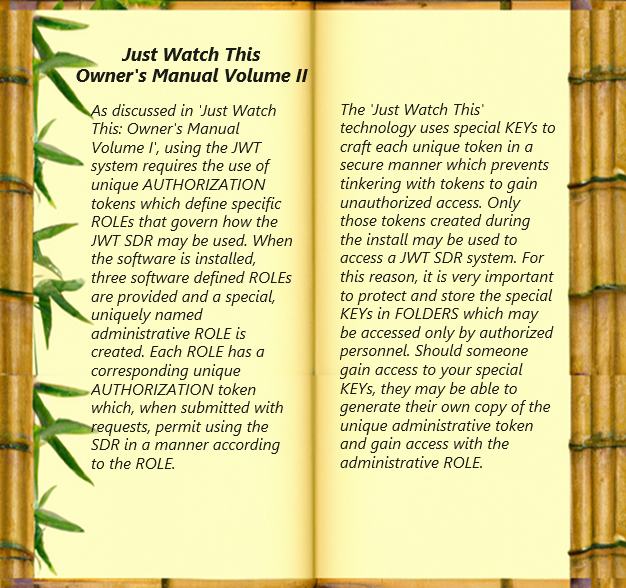 Just Watch This
Owner's Manual Volume II
As discussed in 'Just Watch
This: Owner's Manual
Volume I', using the JWT
system requires the use of
unique AUTHORIZATION
tokens which define specific
ROLEs that govern how the
JWT SDR may be used. When
the software is installed,
three software defined ROLEs
are provided and a special,
uniquely named
administrative ROLE is
created. Each ROLE has a
corresponding unique
AUTHORIZATION token
which, when submitted with
requests, permit using the
SDR in a manner according
to the ROLE.
The 'Just Watch This'
technology uses special KEYs to
craft each unique token in a
secure manner which prevents
tinkering with tokens to gain
unauthorized access. Only
those tokens created during
the install may be used to
access a JWT SDR system. For
this reason, it is very important
to protect and store the special
KEYs in FOLDERS which may
be accessed only by authorized
personnel. Should someone
gain access to your special
KEYs, they may be able to
generate their own copy of the
unique administrative token
and gain access with the
administrative ROLE.